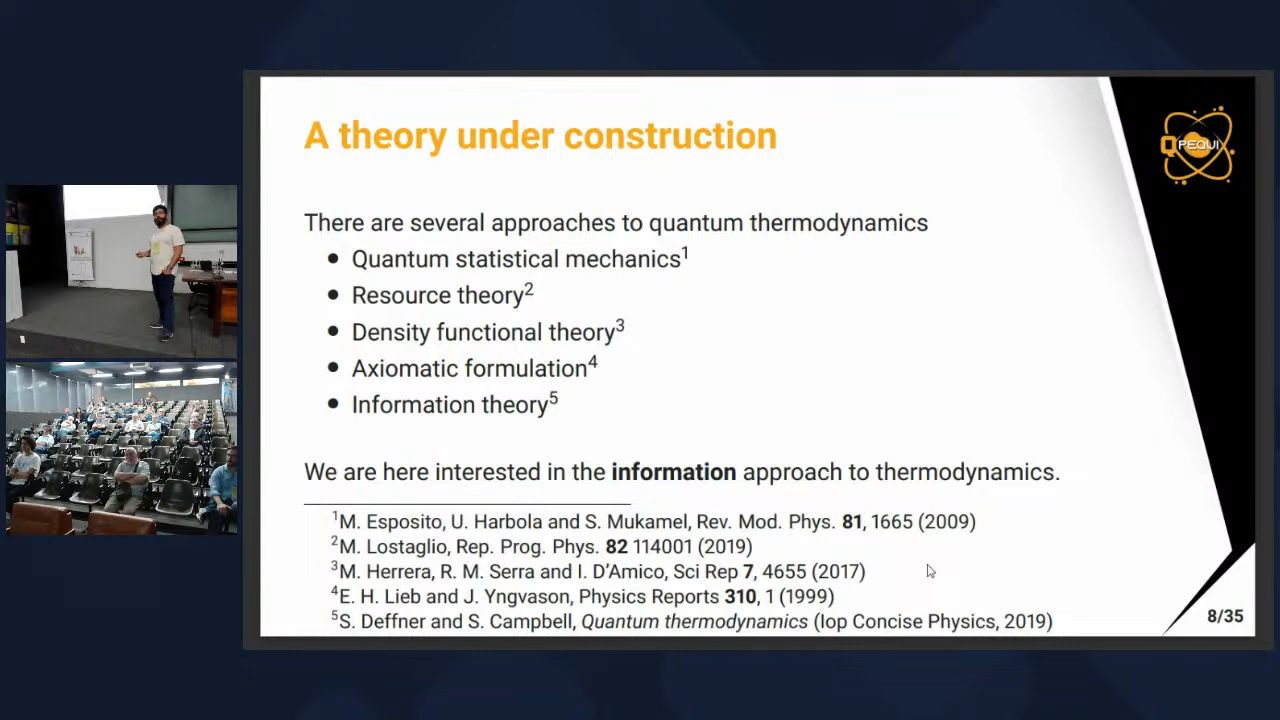 A theory under construction
QPEQUI
There are several approaches to quantum thermodynamics
• Quantum statistical mechanics¹
• Resource theory²
• Density functional theory³
• Axiomatic formulation⁴
• Information theory⁵
We are here interested in the information approach to thermodynamics.
¹M. Esposito, U. Harbola and S. Mukamel, Rev. Mod. Phys. 81, 1665 (2009)
²M. Lostaglio, Rep. Prog. Phys. 82 114001 (2019)
³M. Herrera, R. M. Serra and I. D'Amico, Sci Rep 7, 4655 (2017)
⁴E. H. Lieb and J. Yngvason, Physics Reports 310, 1 (1999)
⁵S. Deffner and S. Campbell, Quantum thermodynamics (Iop Concise Physics, 2019)
8/35